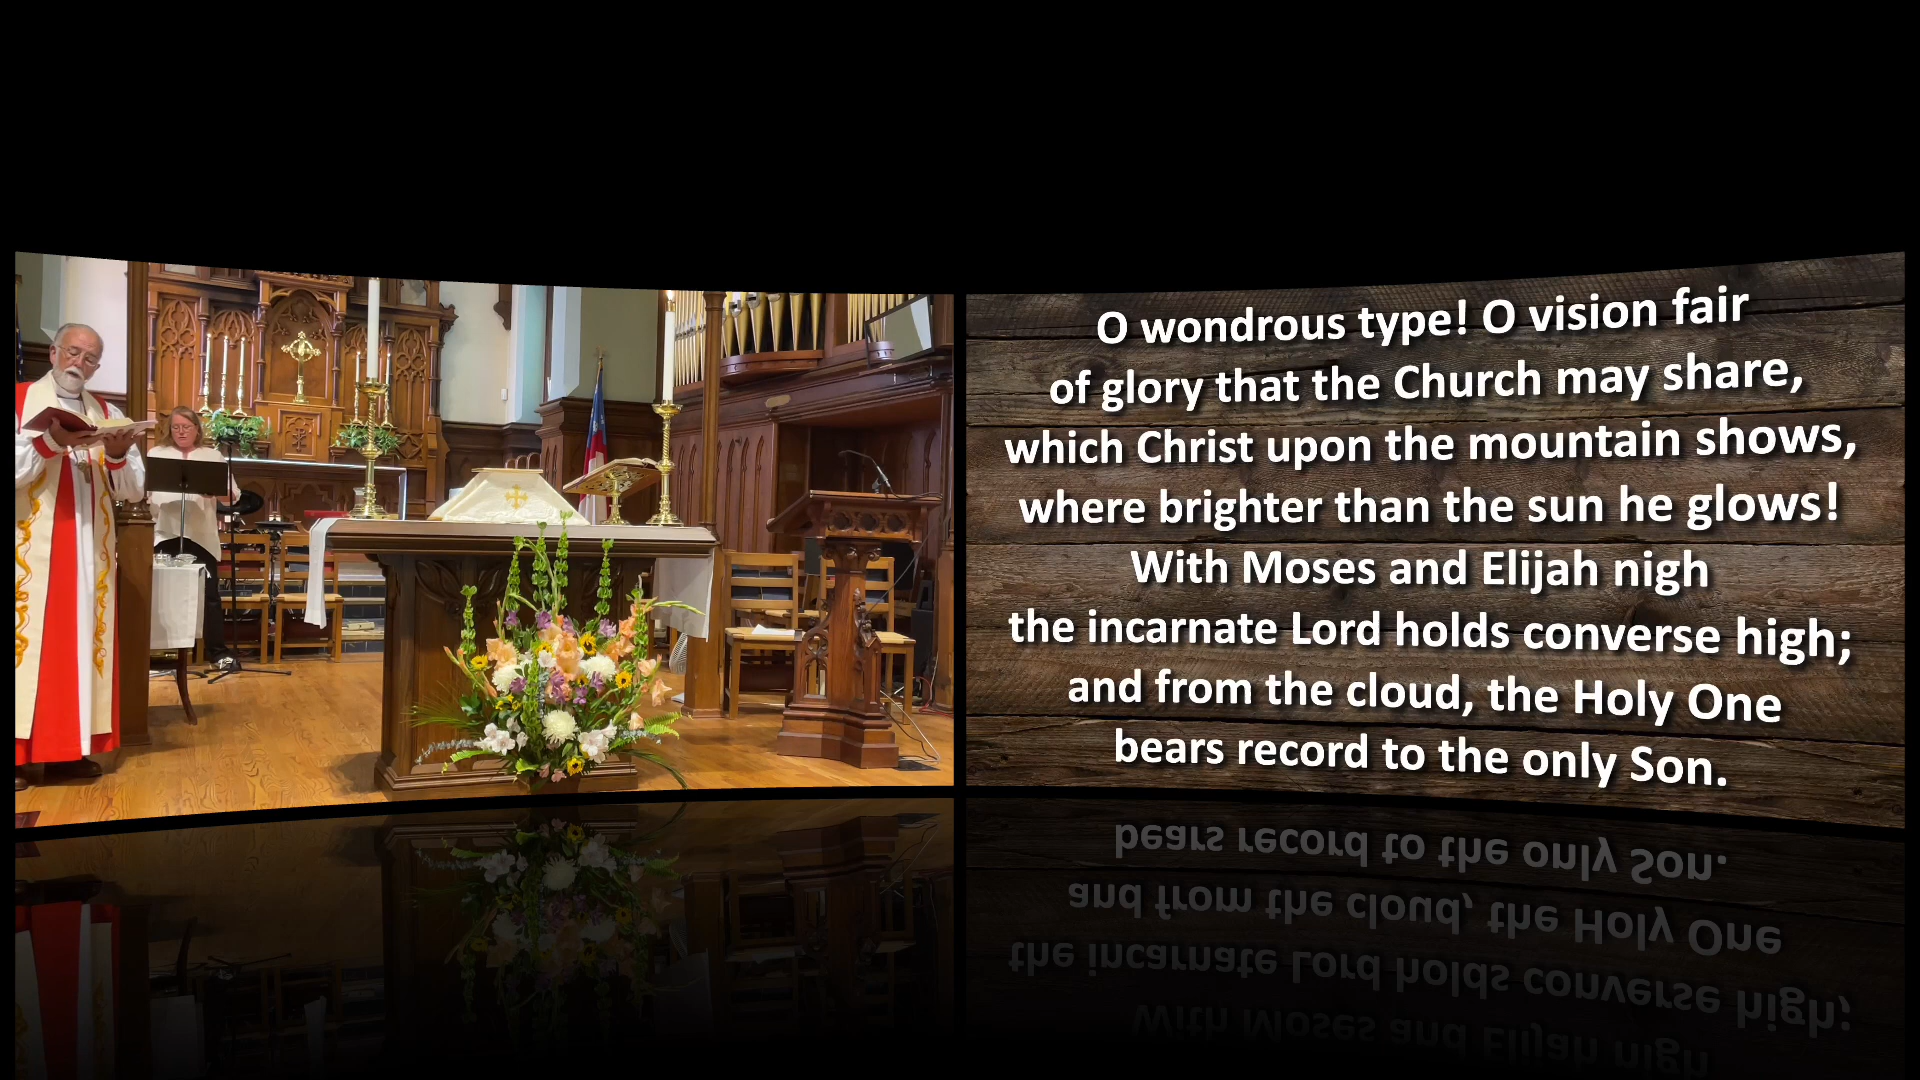 O wondrous type! O vision fair
of glory that the Church may share,
which Christ upon the mountain shows,
where brighter than the sun he glows!
With Moses and Elijah nigh
the incarnate Lord holds converse high;
and from the cloud, the Holy One
bears record to the only Son.